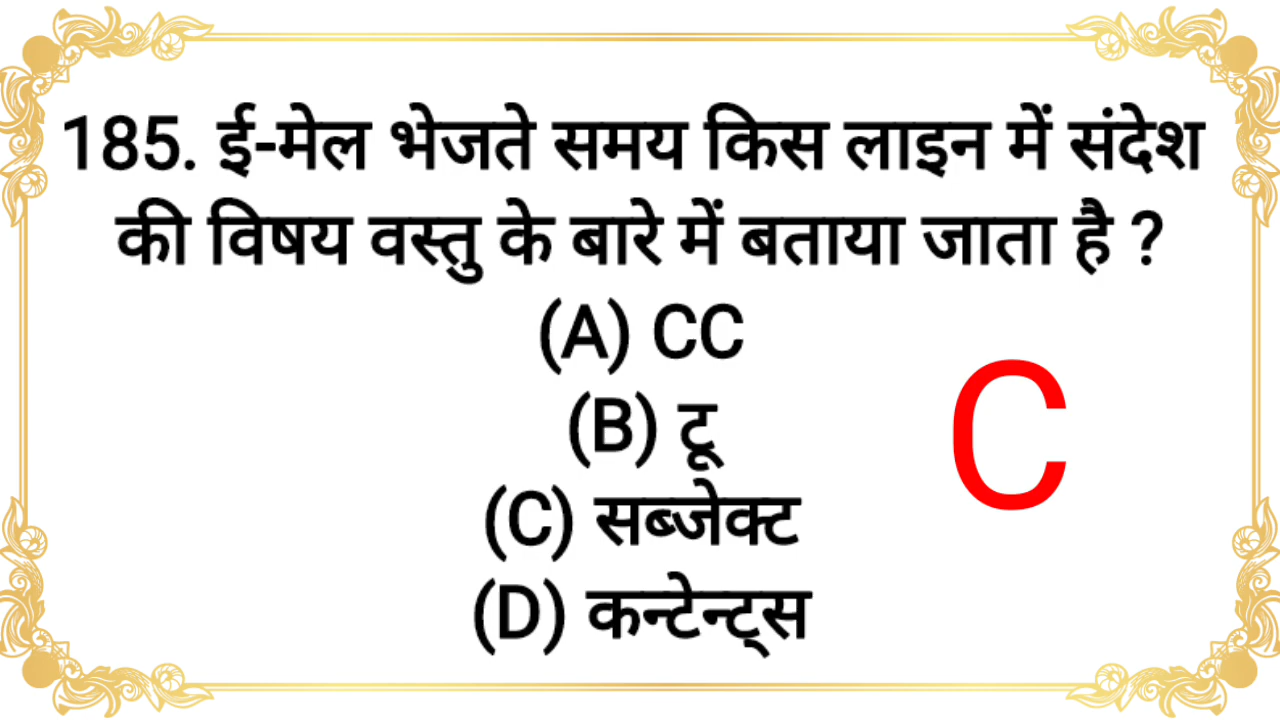 185. ई-मेल भेजते समय किस लाइन में संदेश
की विषय वस्तु के बारे में बताया जाता है ?
(A) CC
(B) टू
(C) सब्जेक्ट
(D) कन्टेन्ट्स
C